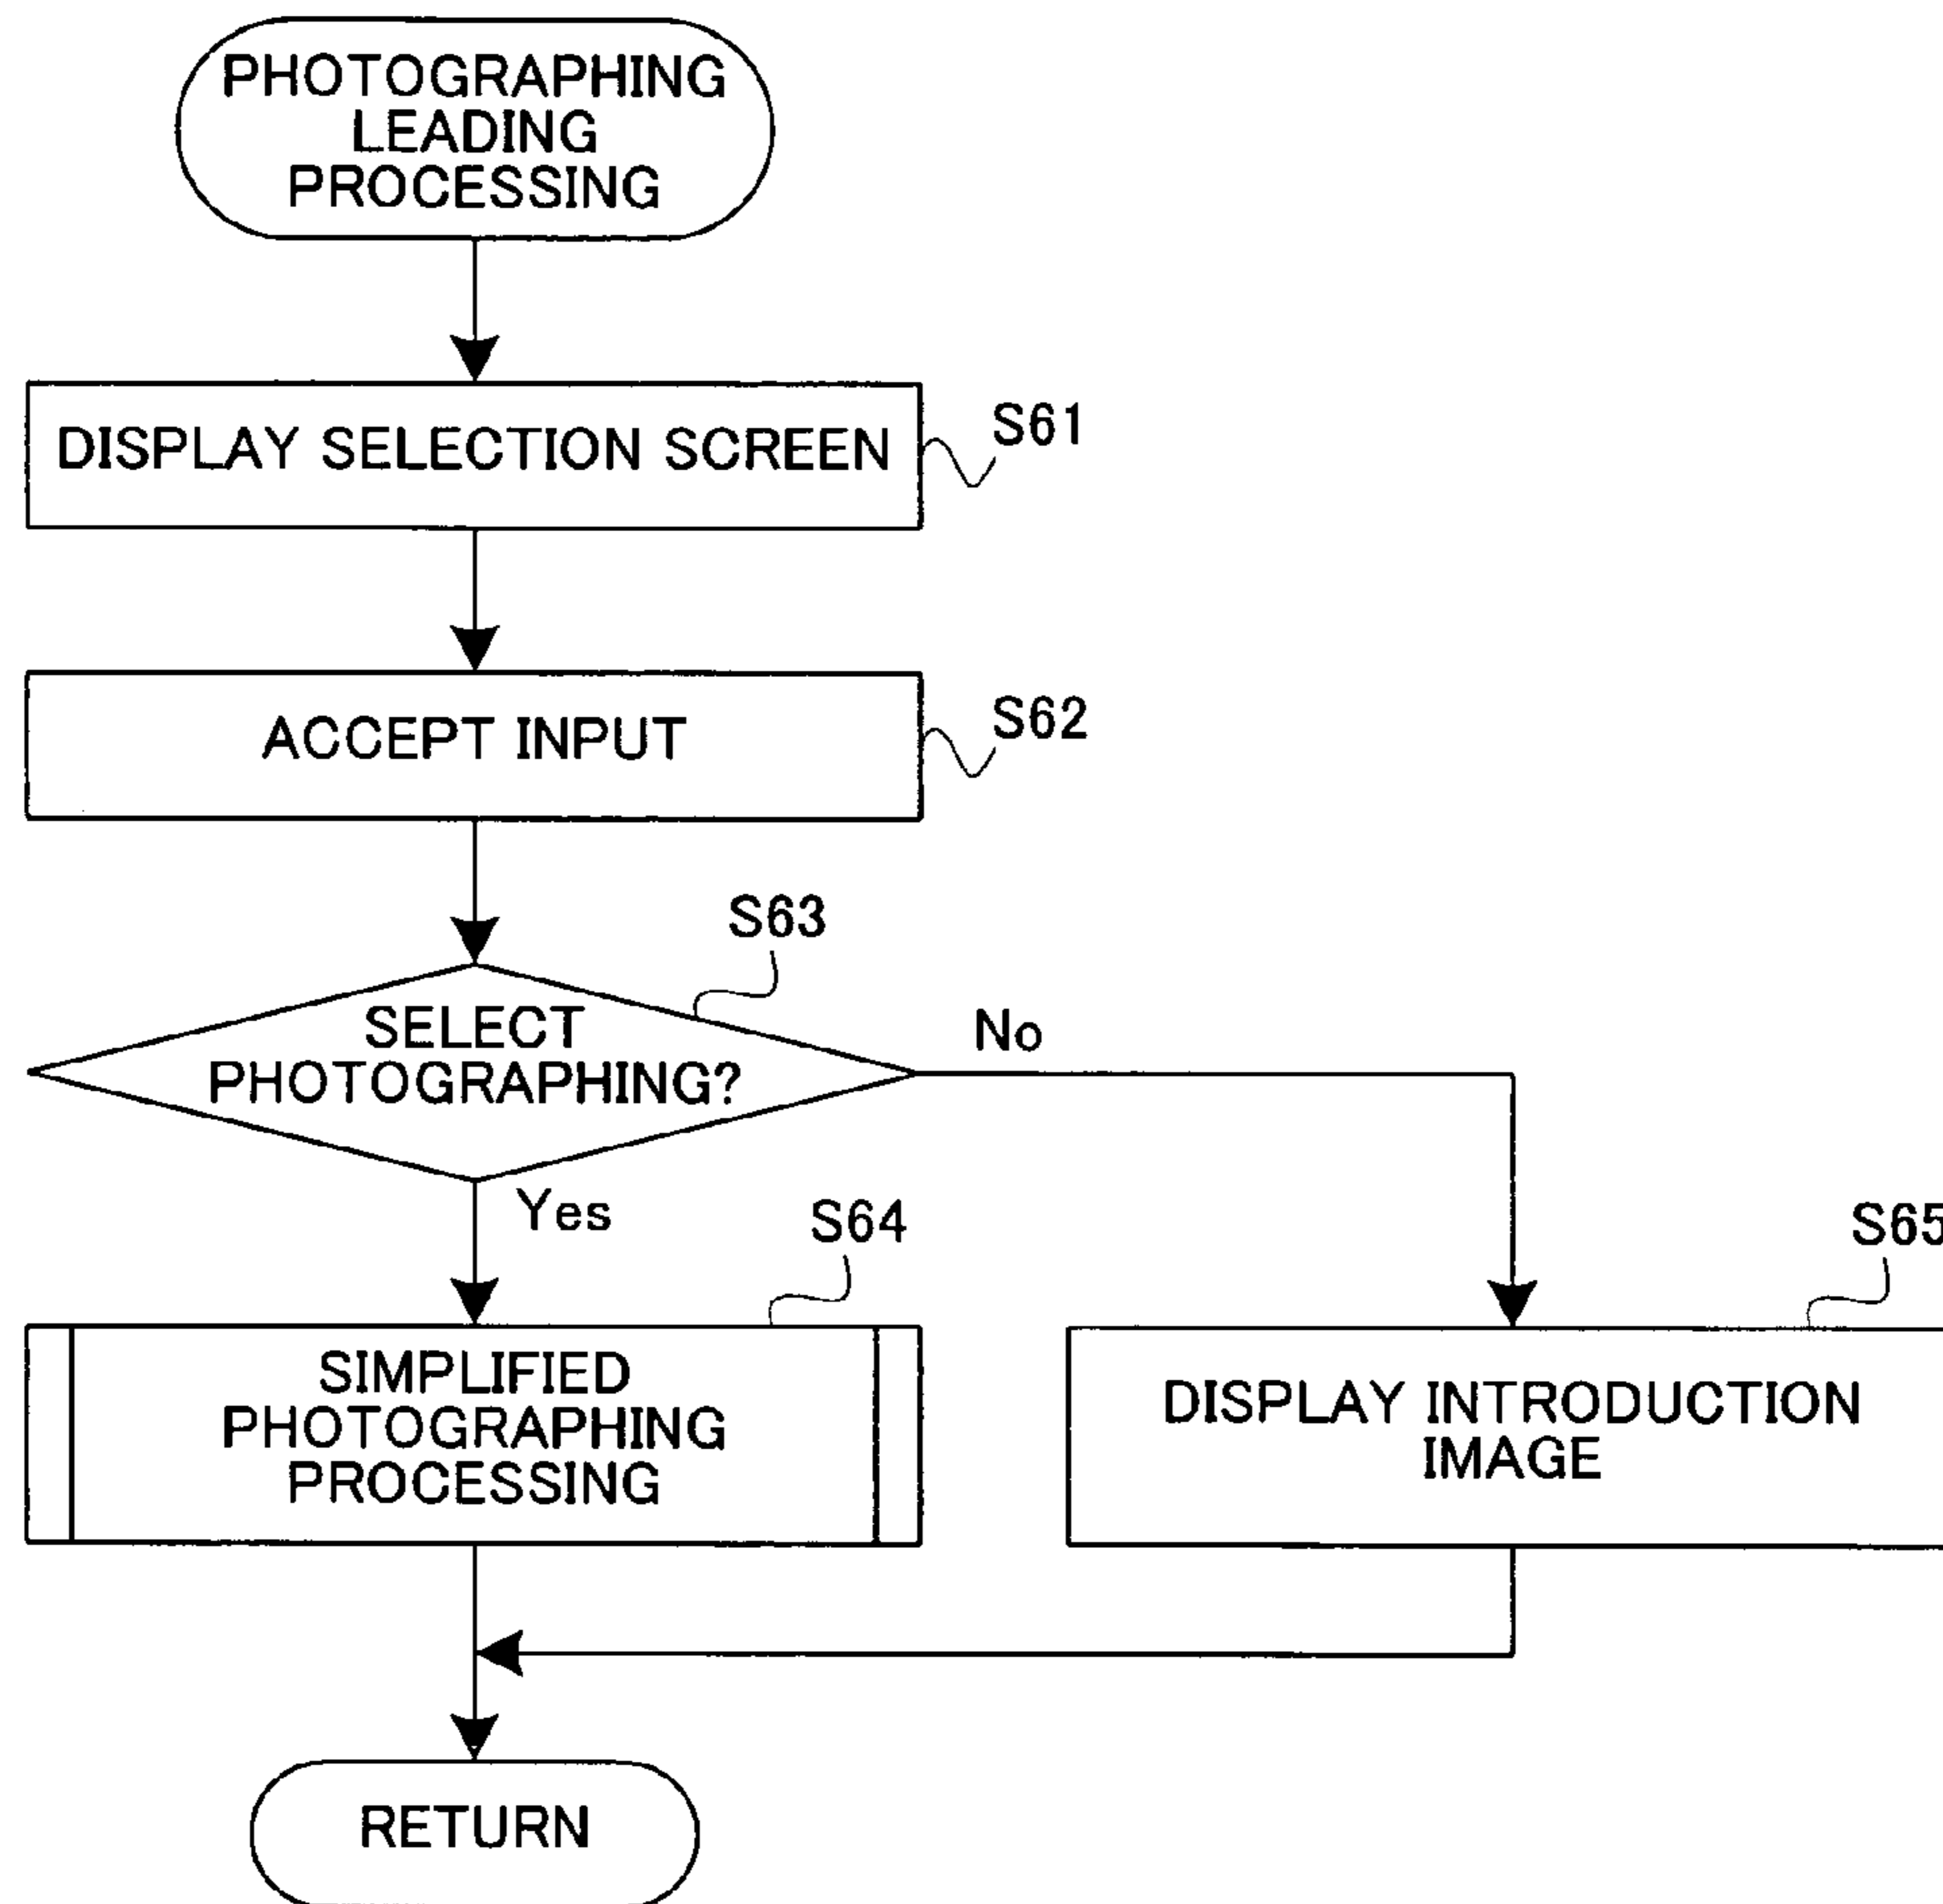 PHOTOGRAPHING
LEADING
PROCESSING
DISPLAY SELECTION SCREEN
S61
ACCEPT INPUT
S62
S63
SELECT
PHOTOGRAPHING?
No
Yes
S64
S65
SIMPLIFIED
PHOTOGRAPHING
PROCESSING
DISPLAY INTRODUCTION
IMAGE
RETURN